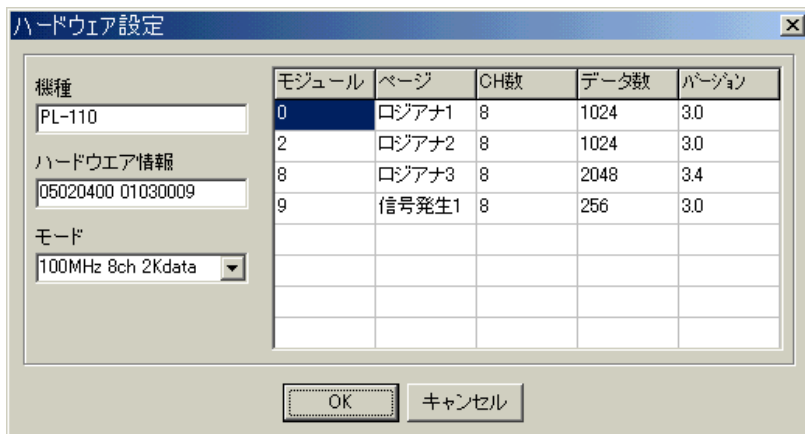 ハードウェア設定
機種
PL-110
ハードウエア情報
05020400 01030009
モード
100MHz 8ch 2Kdata
モジュール ページ CH数 データ数 バージョン
0 ロジアナ1 8 1024 3.0
2 ロジアナ2 8 1024 3.0
8 ロジアナ3 8 2048 3.4
9 信号発生1 8 256 3.0
OK キャンセル